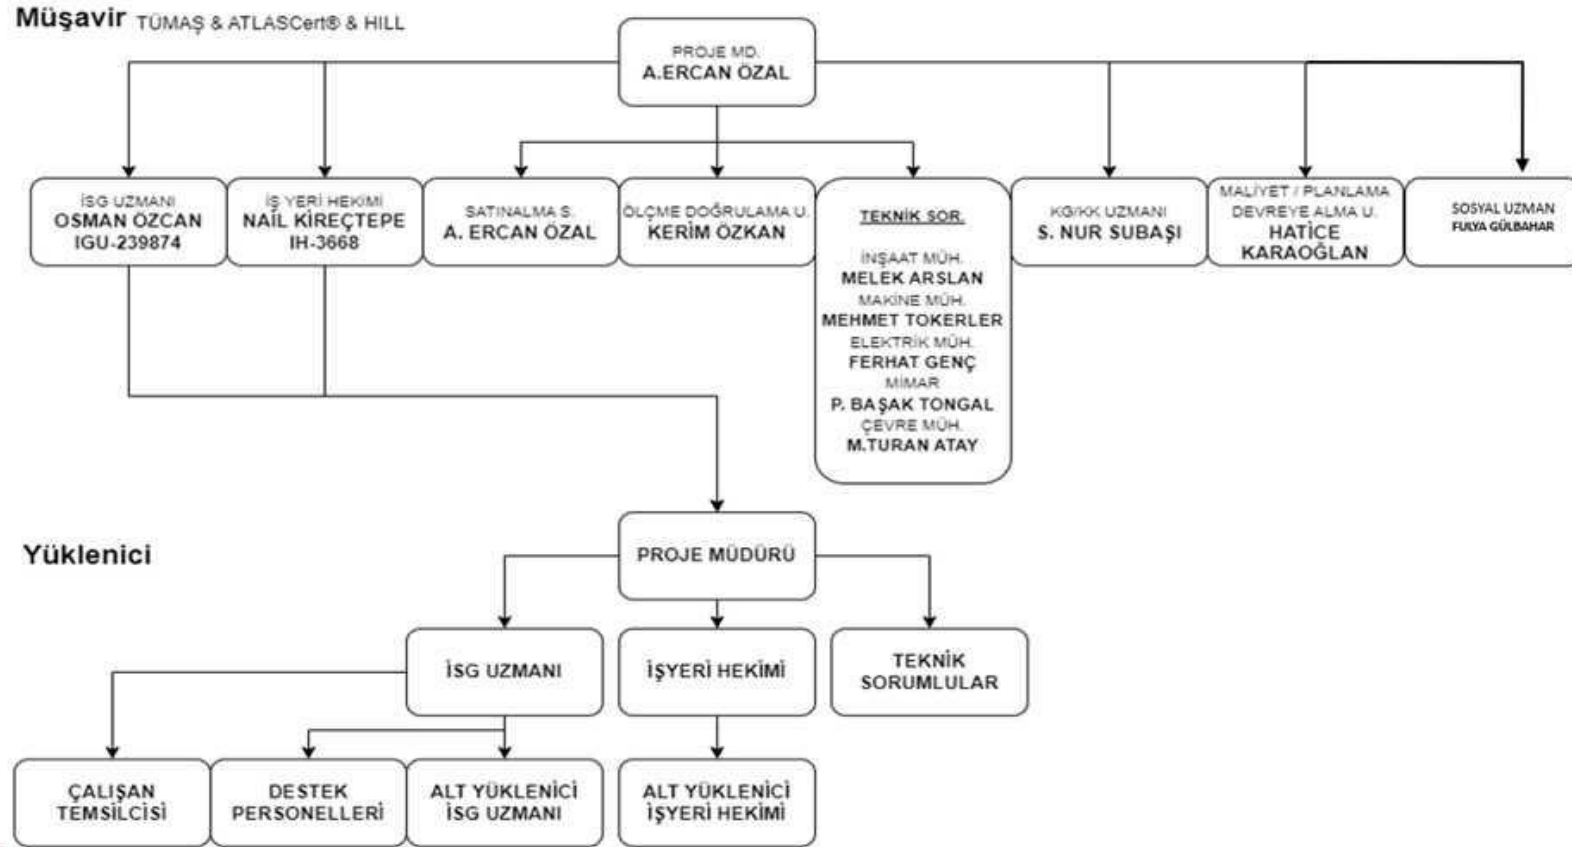 Müşavir TÜMAŞ & ATLASCert® & HILL
PROJE MD.
A.ERCAN ÖZAL
İSG UZMANI
OSMAN ÖZCAN
IGU-239874
İŞ YERİ HEKİMİ
NAİL KİREÇTEPE
IH-3668
SATINALMA S.
A. ERCAN ÖZAL
ÖLÇME DOĞRULAMA U.
KERİM ÖZKAN
TEKNİK SOR.
İNŞAAT MÜH.
MELEK ARSLAN
MAKİNE MÜH.
MEHMET TOKERLER
ELEKTRİK MÜH.
FERHAT GENÇ
MİMAR
P. BAŞAK TONGAL
ÇEVRE MÜH.
M.TURAN ATAY
KG/KK UZMANI
S. NUR SUBAŞI
MALİYET / PLANLAMA
DEVREYE ALMA U.
HATİCE
KARAOĞLAN
SOSYAL UZMAN
FULYA GÜLBAHAR
Yüklenici
PROJE MÜDÜRÜ
İSG UZMANI
İŞYERİ HEKİMİ
TEKNİK
SORUMLULAR
ÇALIŞAN
TEMSİLCİSİ
DESTEK
PERSONELLERİ
ALT YÜKLENİCİ
İSG UZMANI
ALT YÜKLENİCİ
İŞYERİ HEKİMİ